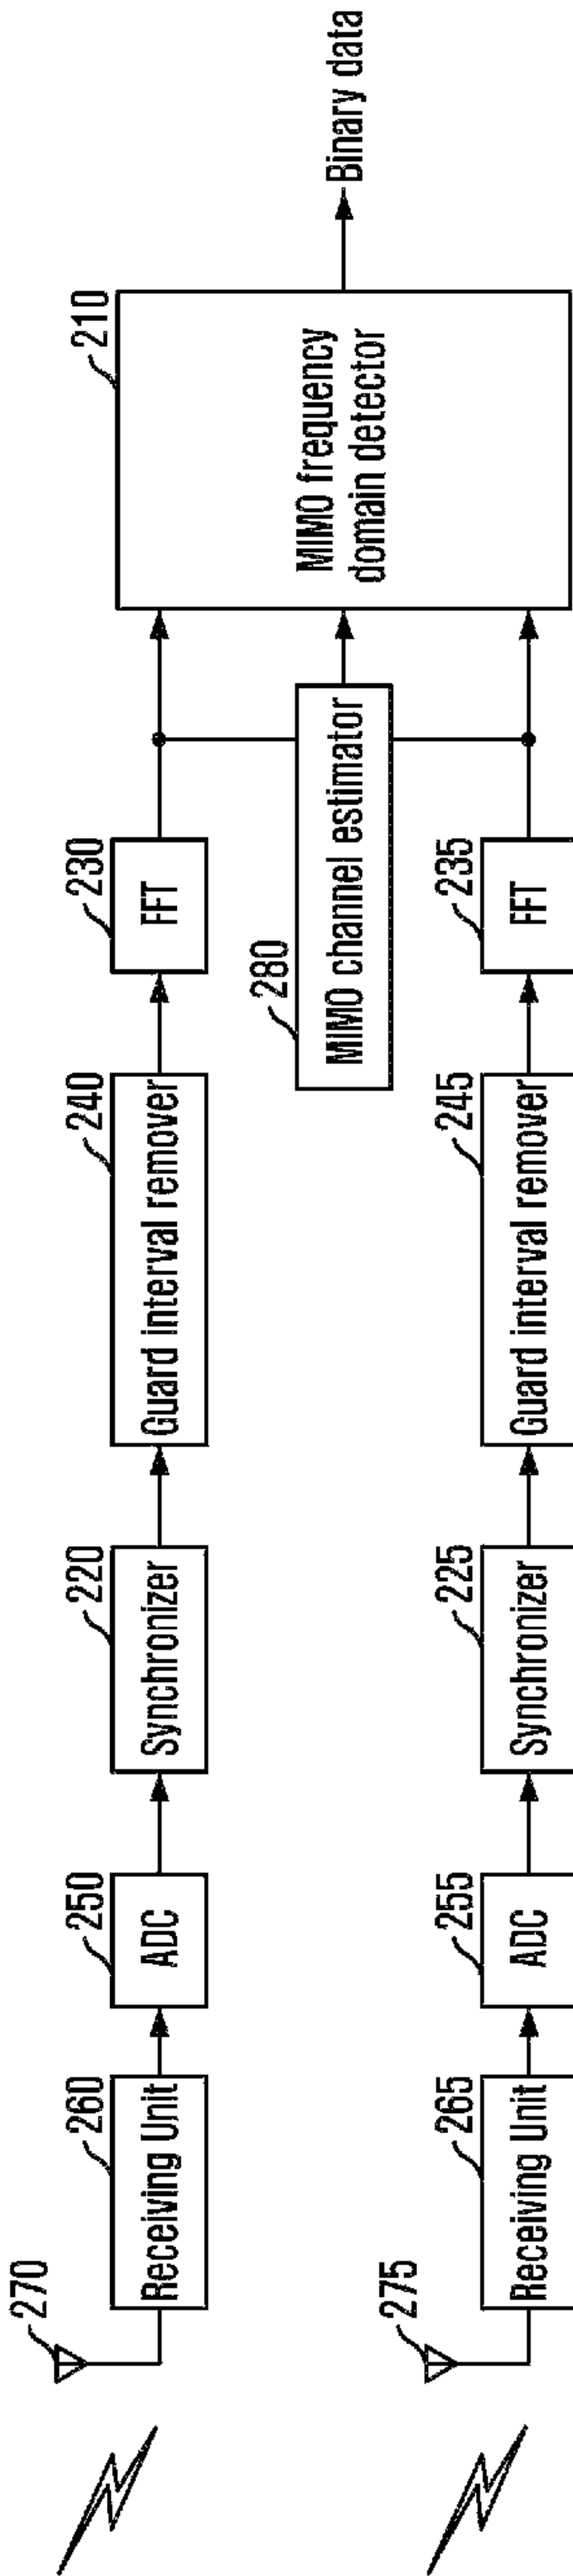 270
260
Receiving Unit
250
ADC
220
Synchronizer
240
Guard interval remover
230
FFT
210
MIMO frequency
domain detector
Binary data
280
MIMO channel estimator
275
265
Receiving Unit
255
ADC
225
Synchronizer
245
Guard interval remover
235
FFT